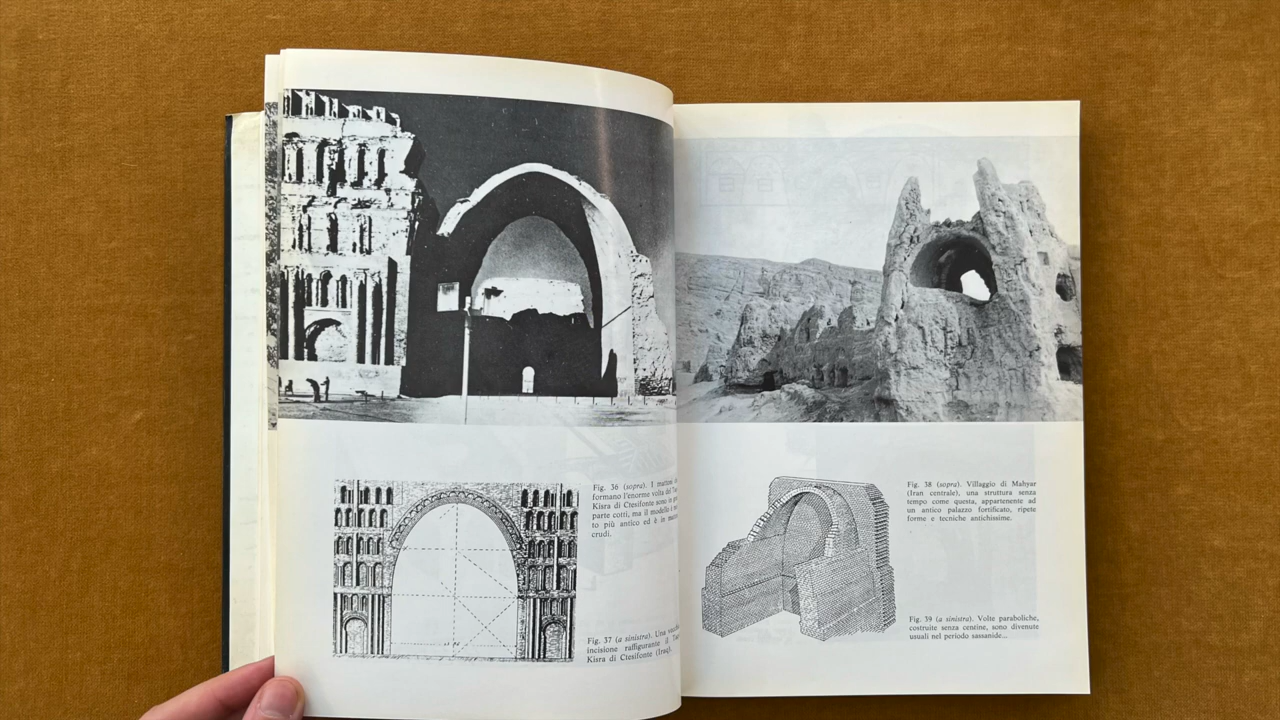 Fig. 36 (sopra). I mattoni
formano l'enorme volta del
Kisra di Ctesifonte sono in
parte cotti, ma il modello è
to più antico ed è in
crudi.
Fig. 37 (a sinistra). Una
incisione raffigurante il
Kisra di Ctesifonte (Iraq).
Fig. 38 (sopra). Villaggio di Mahyar
(Iran centrale), una struttura senza
tempo come questa, appartenente ad
un antico palazzo fortificato, ripete
forme e tecniche antichissime.
Fig. 39 (a sinistra). Volte paraboliche,
costruite senza centine, sono divenute
usuali nel periodo sassanide...